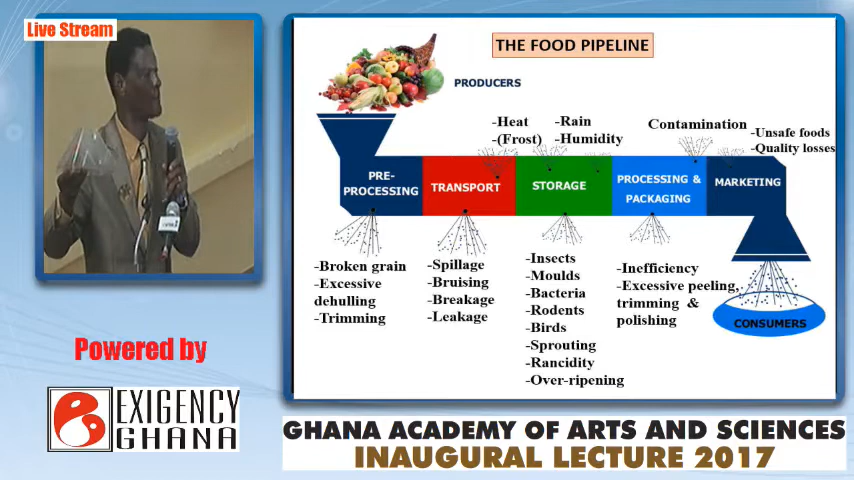 Live Stream
THE FOOD PIPELINE
PRODUCERS
-Heat
-(Frost)
-Rain
-Humidity
Contamination
-Unsafe foods
-Quality losses
PRE-
PROCESSING
TRANSPORT
STORAGE
PROCESSING &
PACKAGING
MARKETING
-Broken grain
-Excessive
dehulling
-Trimming
-Spillage
-Bruising
-Breakage
-Leakage
-Insects
-Moulds
-Bacteria
-Rodents
-Birds
-Sprouting
-Rancidity
-Over-ripening
-Inefficiency
-Excessive peeling,
trimming &
polishing
CONSUMERS
Powered by
EXIGENCY
GHANA
GHANA ACADEMY OF ARTS AND SCIENCES
INAUGURAL LECTURE 2017